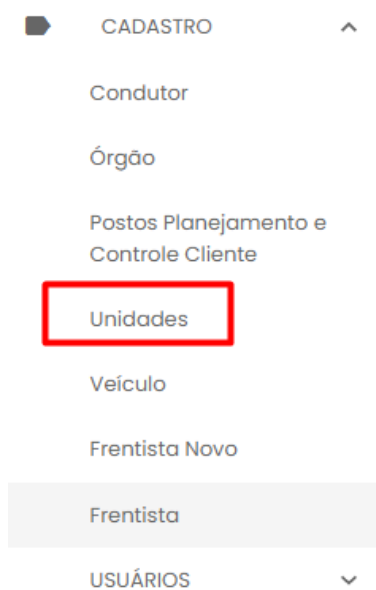 CADASTRO
Condutor
Órgão
Postos Planejamento e
Controle Cliente
Unidades
Veículo
Frentista Novo
Frentista
USUÁRIOS